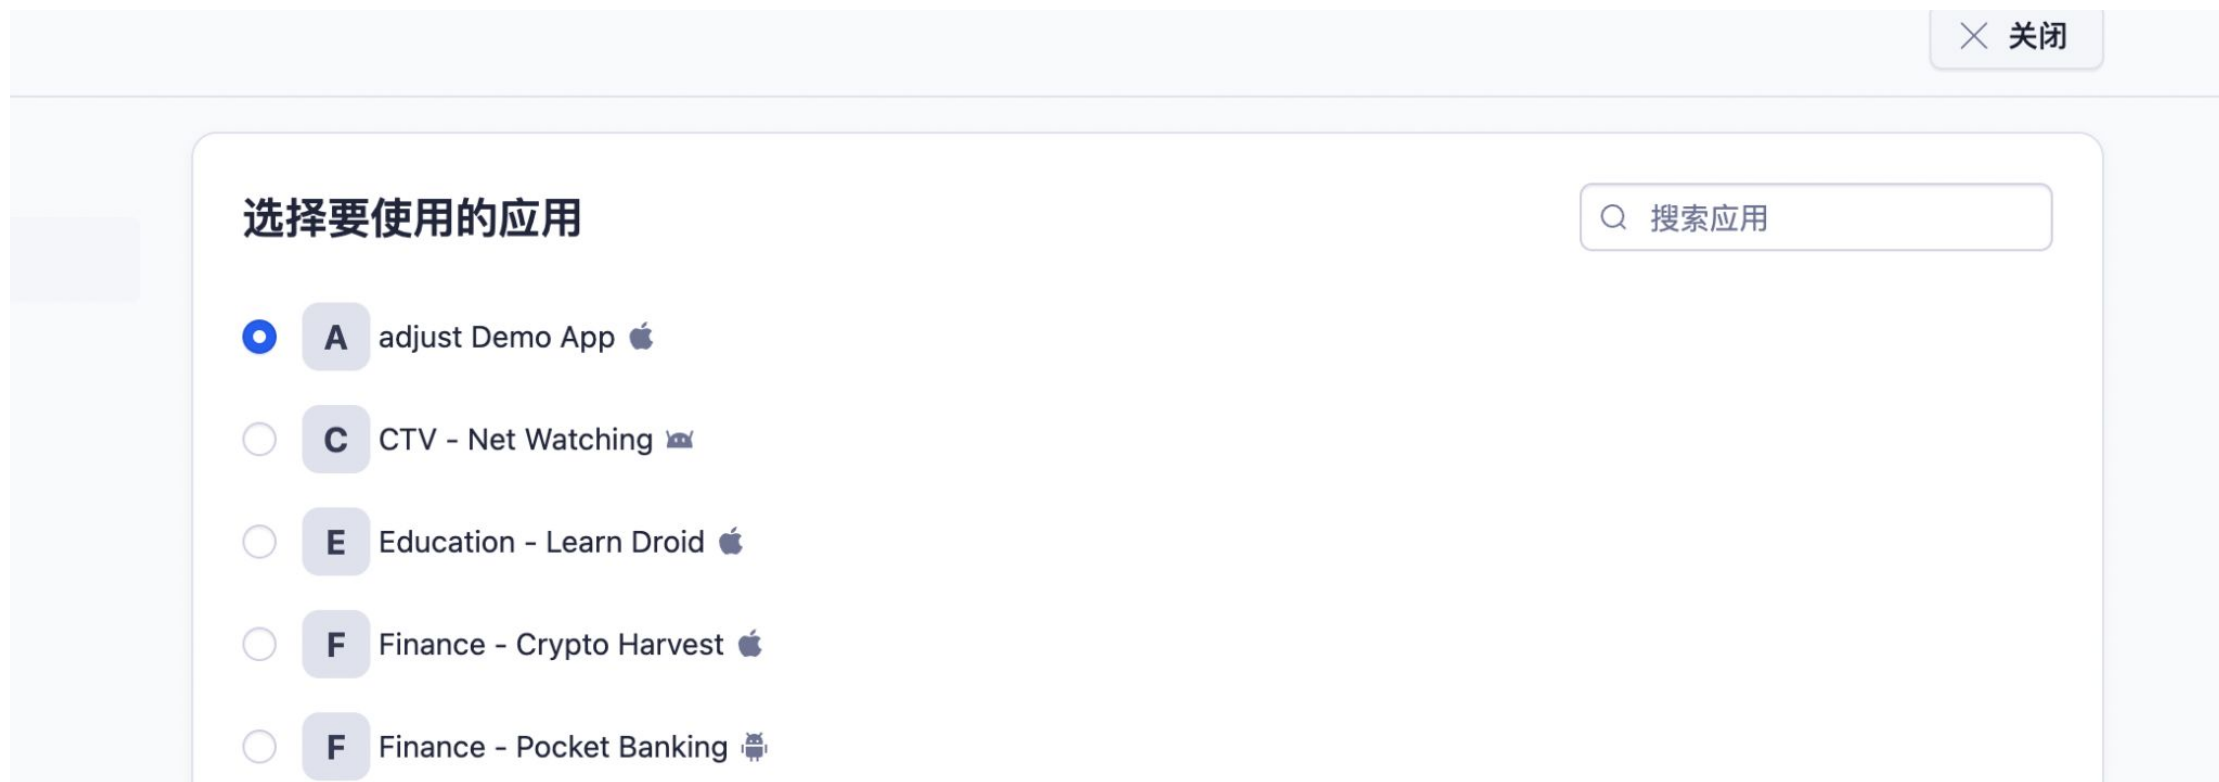 关闭
选择要使用的应用
搜索应用
A adjust Demo App
C CTV - Net Watching
E Education - Learn Droid
F Finance - Crypto Harvest
F Finance - Pocket Banking